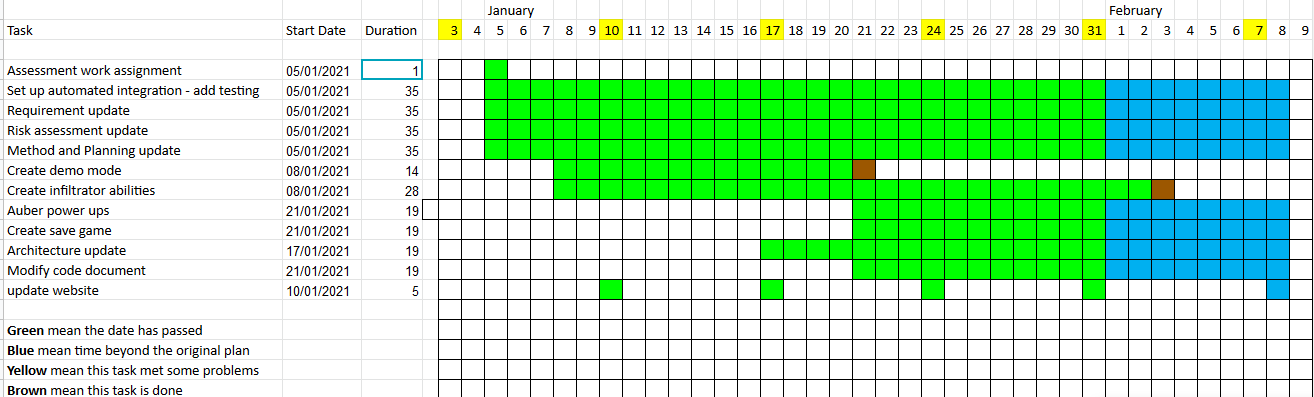 January February
Task Start Date Duration 3 4 5 6 7 8 9 10 11 12 13 14 15 16 17 18 19 20 21 22 23 24 25 26 27 28 29 30 31 1 2 3 4 5 6 7 8 9
Assessment work assignment 05/01/2021 1
Set up automated integration - add testing 05/01/2021 35
Requirement update 05/01/2021 35
Risk assessment update 05/01/2021 35
Method and Planning update 05/01/2021 35
Create demo mode 08/01/2021 14
Create infiltrator abilities 08/01/2021 28
Auber power ups 21/01/2021 19
Create save game 21/01/2021 19
Architecture update 17/01/2021 19
Modify code document 21/01/2021 19
update website 10/01/2021 5
Green mean the date has passed
Blue mean time beyond the original plan
Yellow mean this task met some problems
Brown mean this task is done